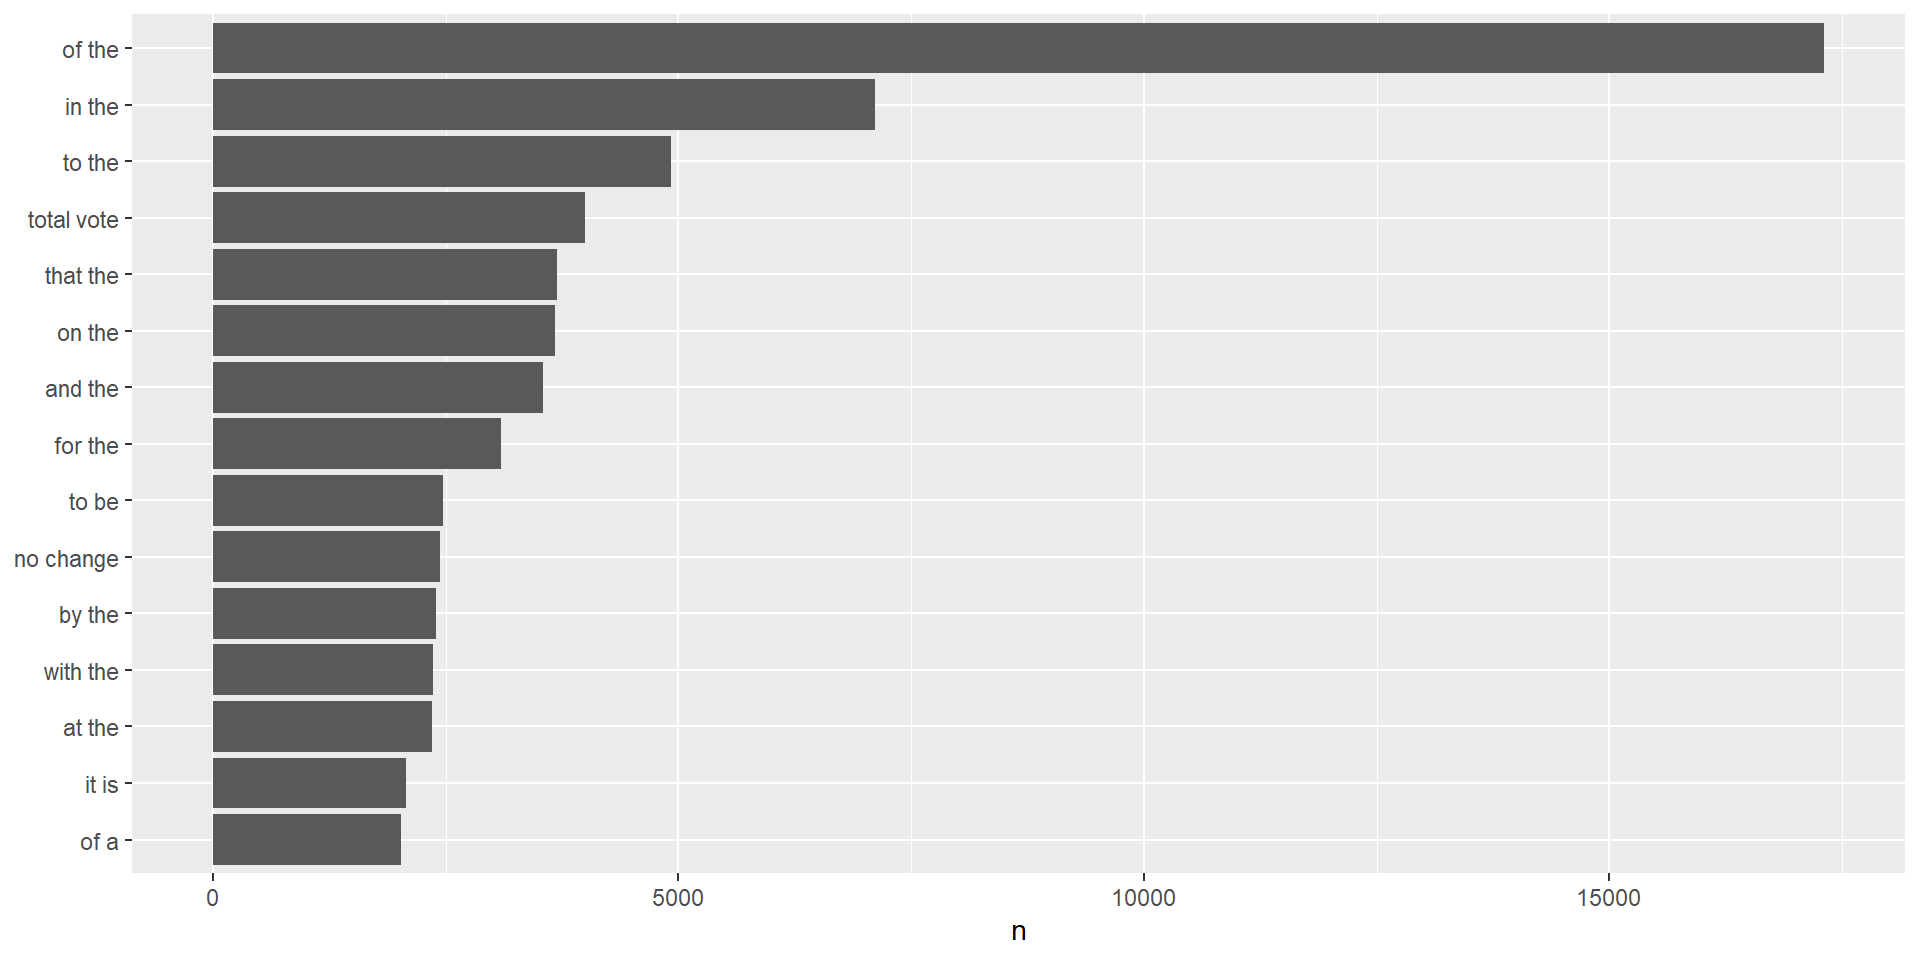 of the
in the
to the
total vote
that the
on the
and the
for the
to be
no change
by the
with the
at the
it is
of a
0 5000 10000 15000
n